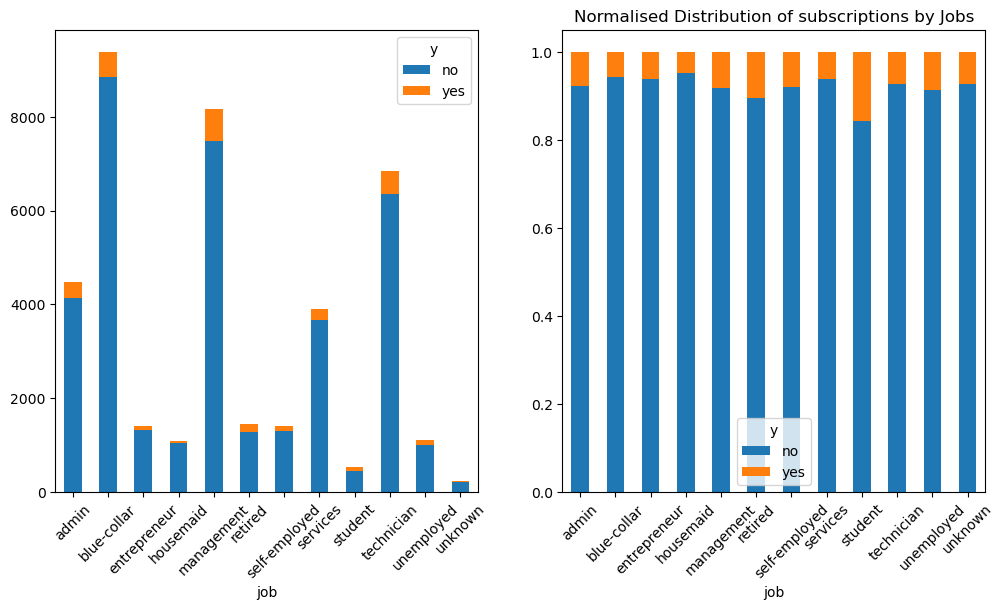 y
no
yes
8000
6000
4000
2000
0
admin
blue-collar
entrepreneur
housemaid
management
retired
self-employed
services
student
technician
unemployed
unknown
job
Normalised Distribution of subscriptions by Jobs
1.0
0.8
0.6
0.4
0.2
0.0
y
no
yes
admin
blue-collar
entrepreneur
housemaid
management
retired
self-employed
services
student
technician
unemployed
unknown
job